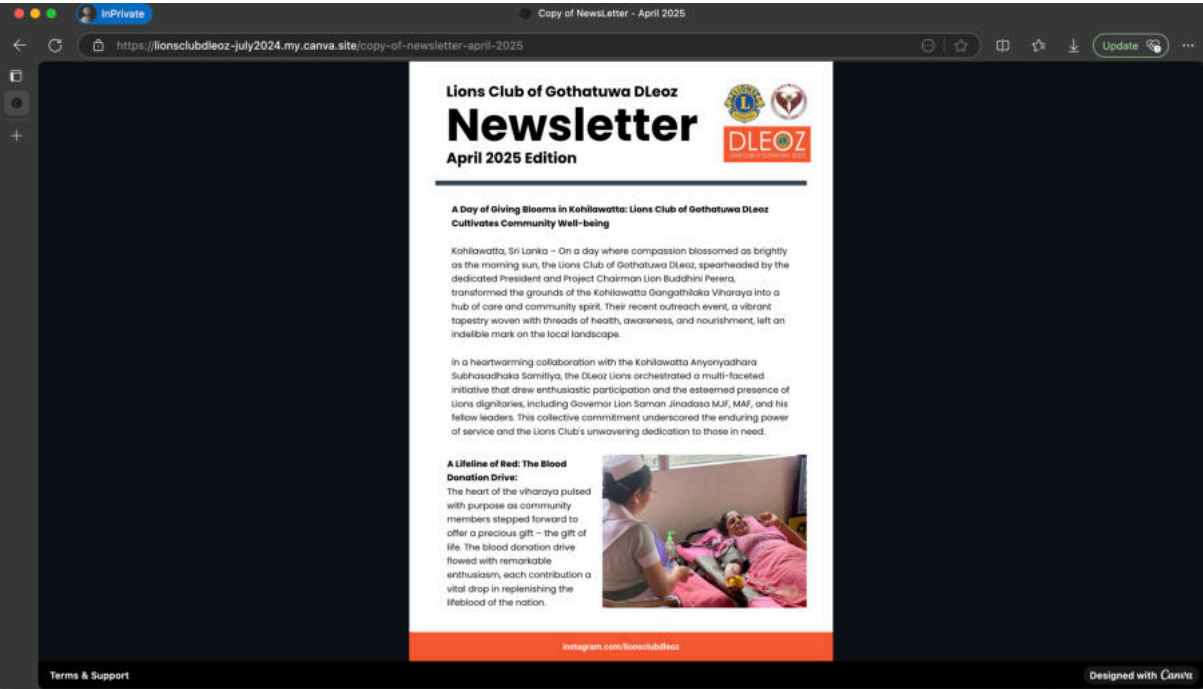 InPrivate
Copy of NewsLetter - April 2025
https://lionsclubdleoz-july2024.my.canva.site/copy-of-newsletter-april-2025
Update
Lions Club of Gothatuwa DLeoz
Newsletter
April 2025 Edition
DLEOZ
A Day of Giving Blooms in Kohilawatta: Lions Club of Gothatuwa DLeoz
Cultivates Community Well-being
Kohilawatta, Sri Lanka – On a day where compassion blossomed as brightly
as the morning sun, the Lions Club of Gothatuwa DLeoz, spearheaded by the
dedicated President and Project Chairman Lion Buddhini Perera,
transformed the grounds of the Kohilawatta Gangathilaka Viharaya into a
hub of care and community spirit. Their recent outreach event, a vibrant
tapestry woven with threads of health, awareness, and nourishment, left an
indelible mark on the local landscape.
In a heartwarming collaboration with the Kohilawatta Anyonyadhara
Subhasadhaka Samitiya, the DLeoz Lions orchestrated a multi-faceted
initiative that drew enthusiastic participation and the esteemed presence of
Lions dignitaries, including Governor Lion Saman Jinadasa MJF, MAF, and his
fellow leaders. This collective commitment underscored the enduring power
of service and the Lions Club's unwavering dedication to those in need.
A Lifeline of Red: The Blood
Donation Drive:
The heart of the viharaya pulsed
with purpose as community
members stepped forward to
offer a precious gift – the gift of
life. The blood donation drive
flowed with remarkable
enthusiasm, each contribution a
vital drop in replenishing the
lifeblood of the nation.
instagram.com/lionsclubdleoz
Terms & Support
Designed with Canva